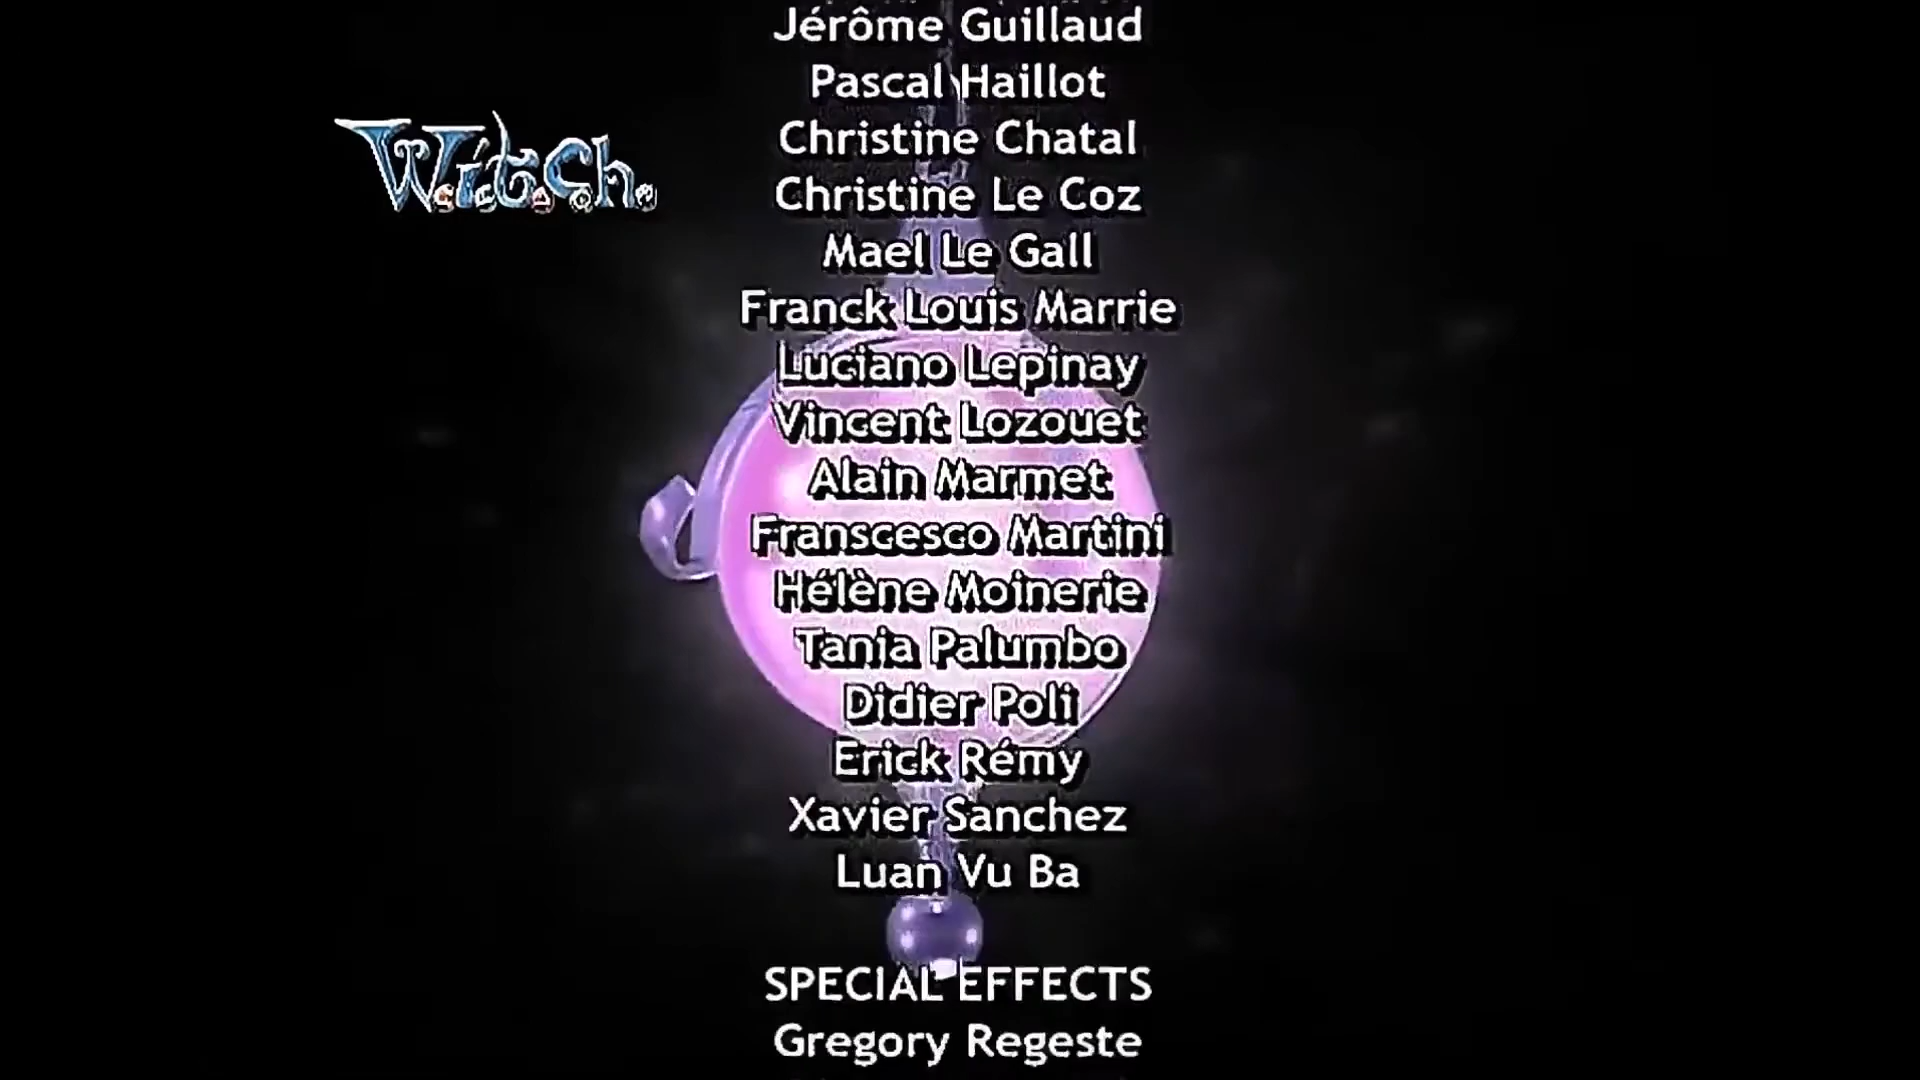 W.i.t.c.h.
Jérôme Guillaud
Pascal Haillot
Christine Chatal
Christine Le Coz
Mael Le Gall
Franck Louis Marrie
Luciano Lepinay
Vincent Lozouet
Alain Marmet
Franscesco Martini
Hélène Moinerie
Tania Palumbo
Didier Poli
Erick Rémy
Xavier Sanchez
Luan Vu Ba
SPECIAL EFFECTS
Gregory Regeste